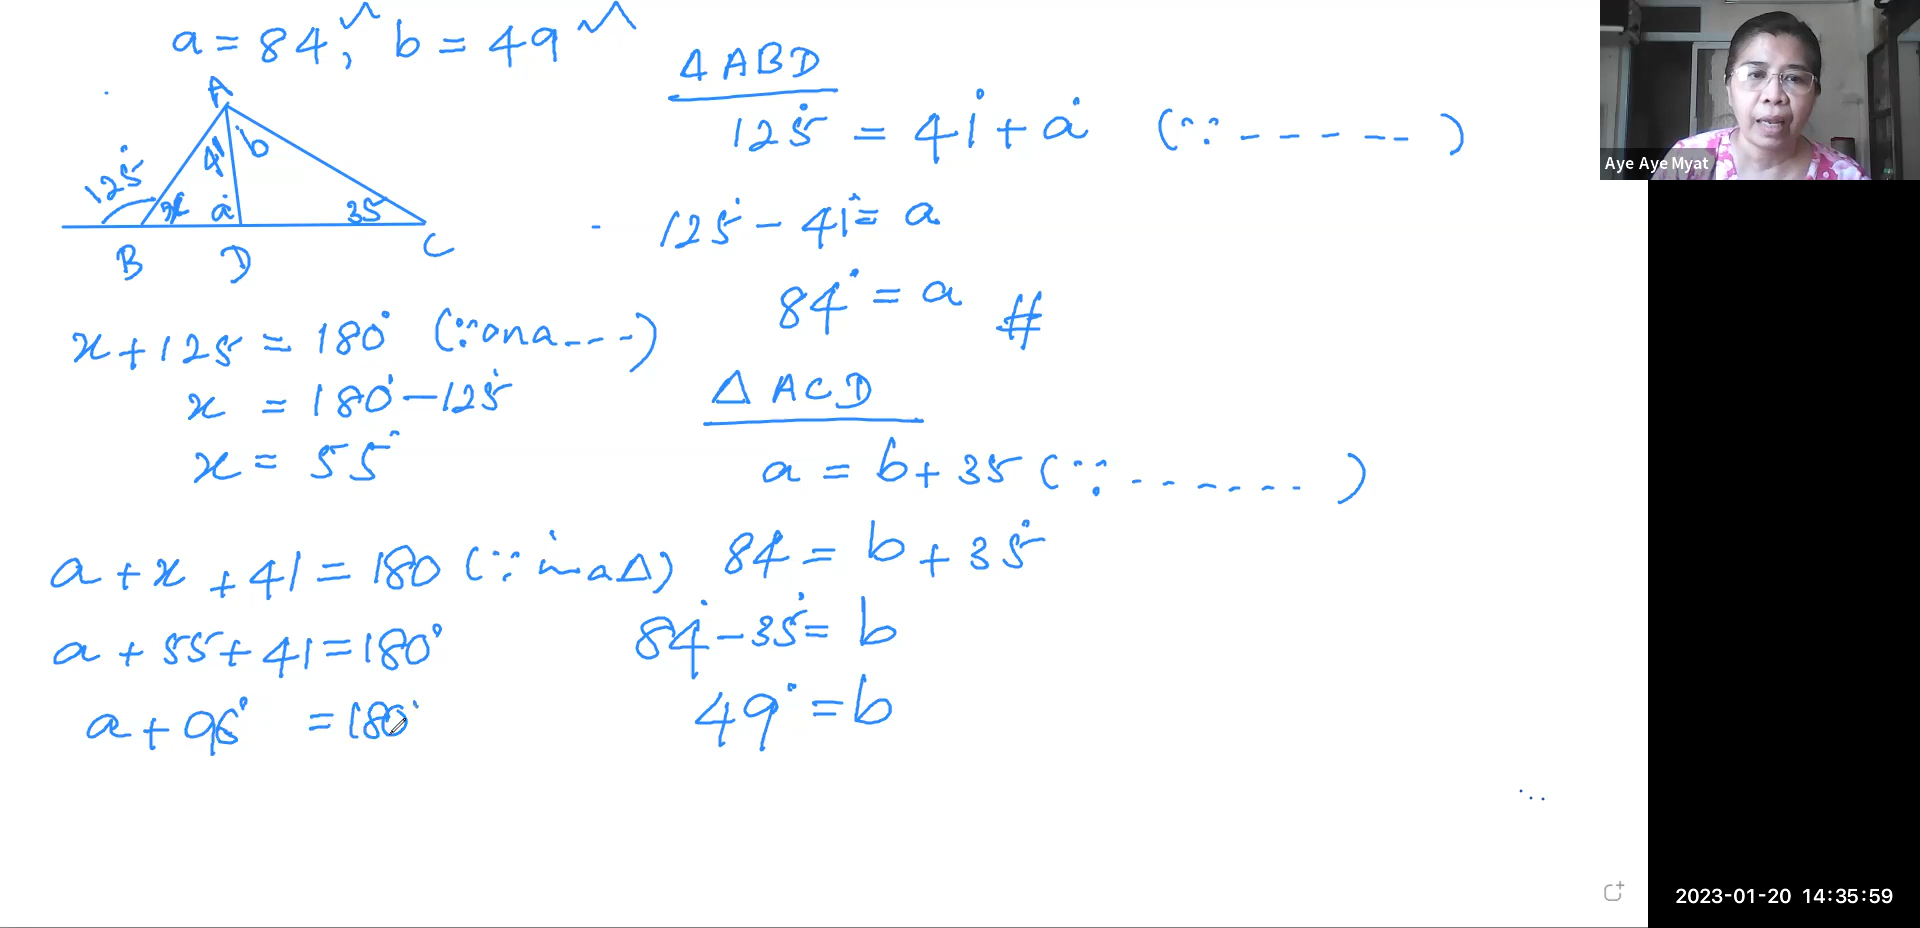 a = 84°, b = 49°
A
41 b
125°
x a 35
B D C
x + 125 = 180° (∵ ana---)
x = 180° - 125°
x = 55°
a + x + 41 = 180 (∵ in a Δ)
a + 55 + 41 = 180°
a + 96° = 180°
Δ ABD
125° = 41° + a° (∵ - - - - - -)
125° - 41° = a
84° = a #
Δ ACD
a = b + 35 (∵ - - - - - - -)
84 = b + 35°
84° - 35° = b
49° = b
Aye Aye Myat
2023-01-20 14:35:59